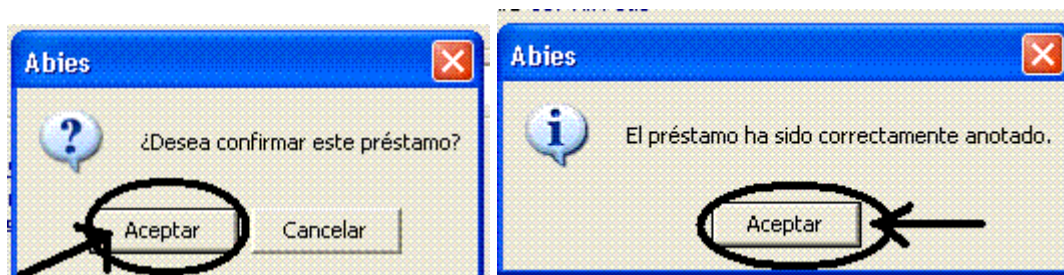 Abies
¿Desea confirmar este préstamo?
Aceptar
Cancelar
Abies
El préstamo ha sido correctamente anotado.
Aceptar